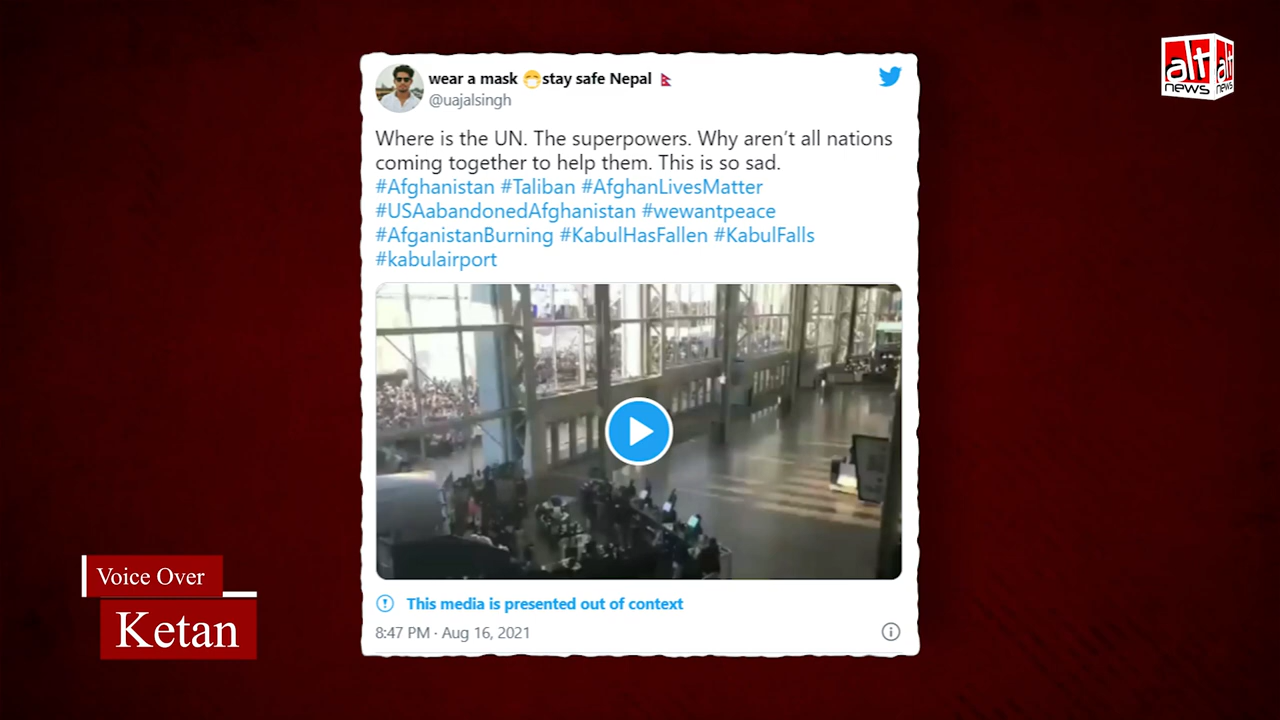 wear a mask 😷stay safe Nepal 🇳🇵
@uajalsingh
Where is the UN. The superpowers. Why aren’t all nations
coming together to help them. This is so sad.
#Afghanistan #Taliban #AfghanLivesMatter
#USAabandonedAfghanistan #wewantpeace
#AfganistanBurning #KabulHasFallen #KabulFalls
#kabulairport
This media is presented out of context
8:47 PM · Aug 16, 2021
alt alt
news news
Voice Over
Ketan